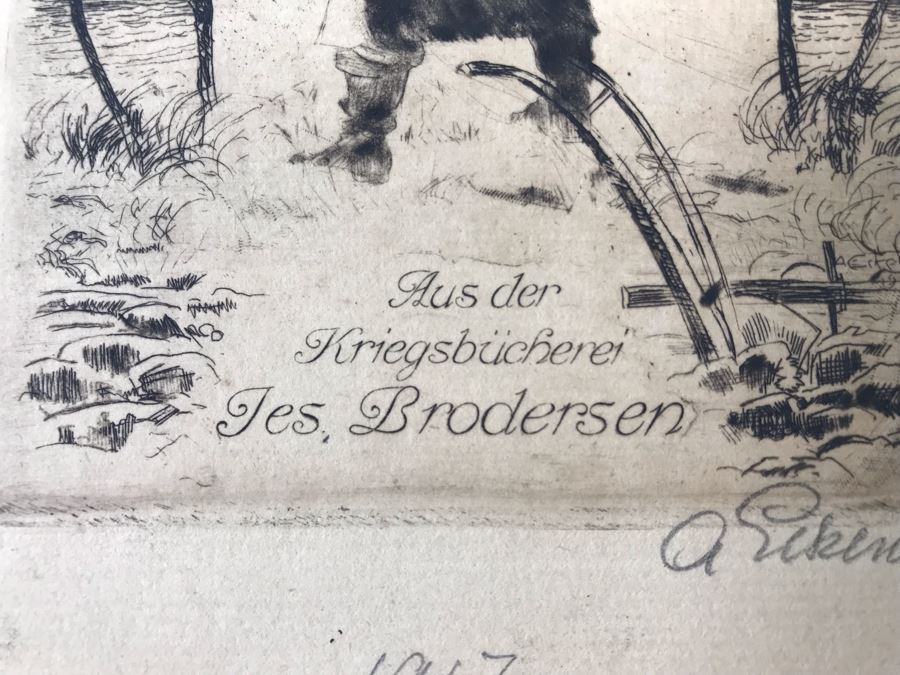 Aus der
Kriegsbücherei
Jes. Brodersen